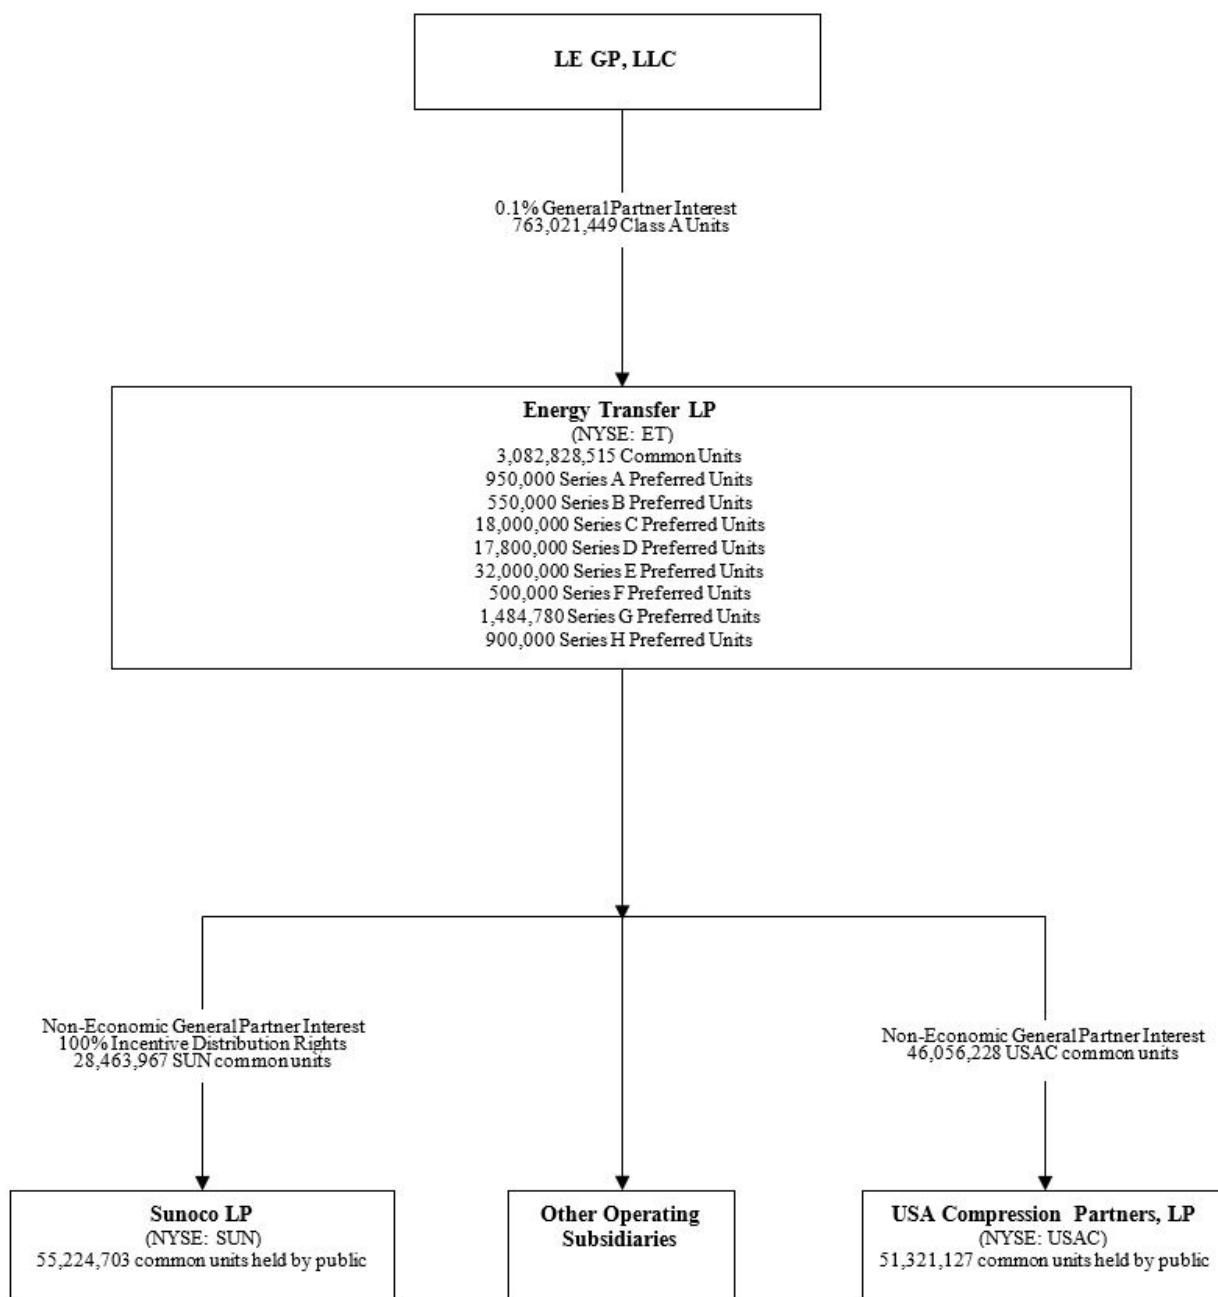 LE GP, LLC
0.1% General Partner Interest
763,021,449 Class A Units
Energy Transfer LP
(NYSE: ET)
3,082,828,515 Common Units
950,000 Series A Preferred Units
550,000 Series B Preferred Units
18,000,000 Series C Preferred Units
17,800,000 Series D Preferred Units
32,000,000 Series E Preferred Units
500,000 Series F Preferred Units
1,484,780 Series G Preferred Units
900,000 Series H Preferred Units
Non-Economic General Partner Interest
100% Incentive Distribution Rights
28,463,967 SUN common units
Non-Economic General Partner Interest
46,056,228 USAC common units
Sunoco LP
(NYSE: SUN)
55,224,703 common units held by public
Other Operating
Subsidiaries
USA Compression Partners, LP
(NYSE: USAC)
51,321,127 common units held by public